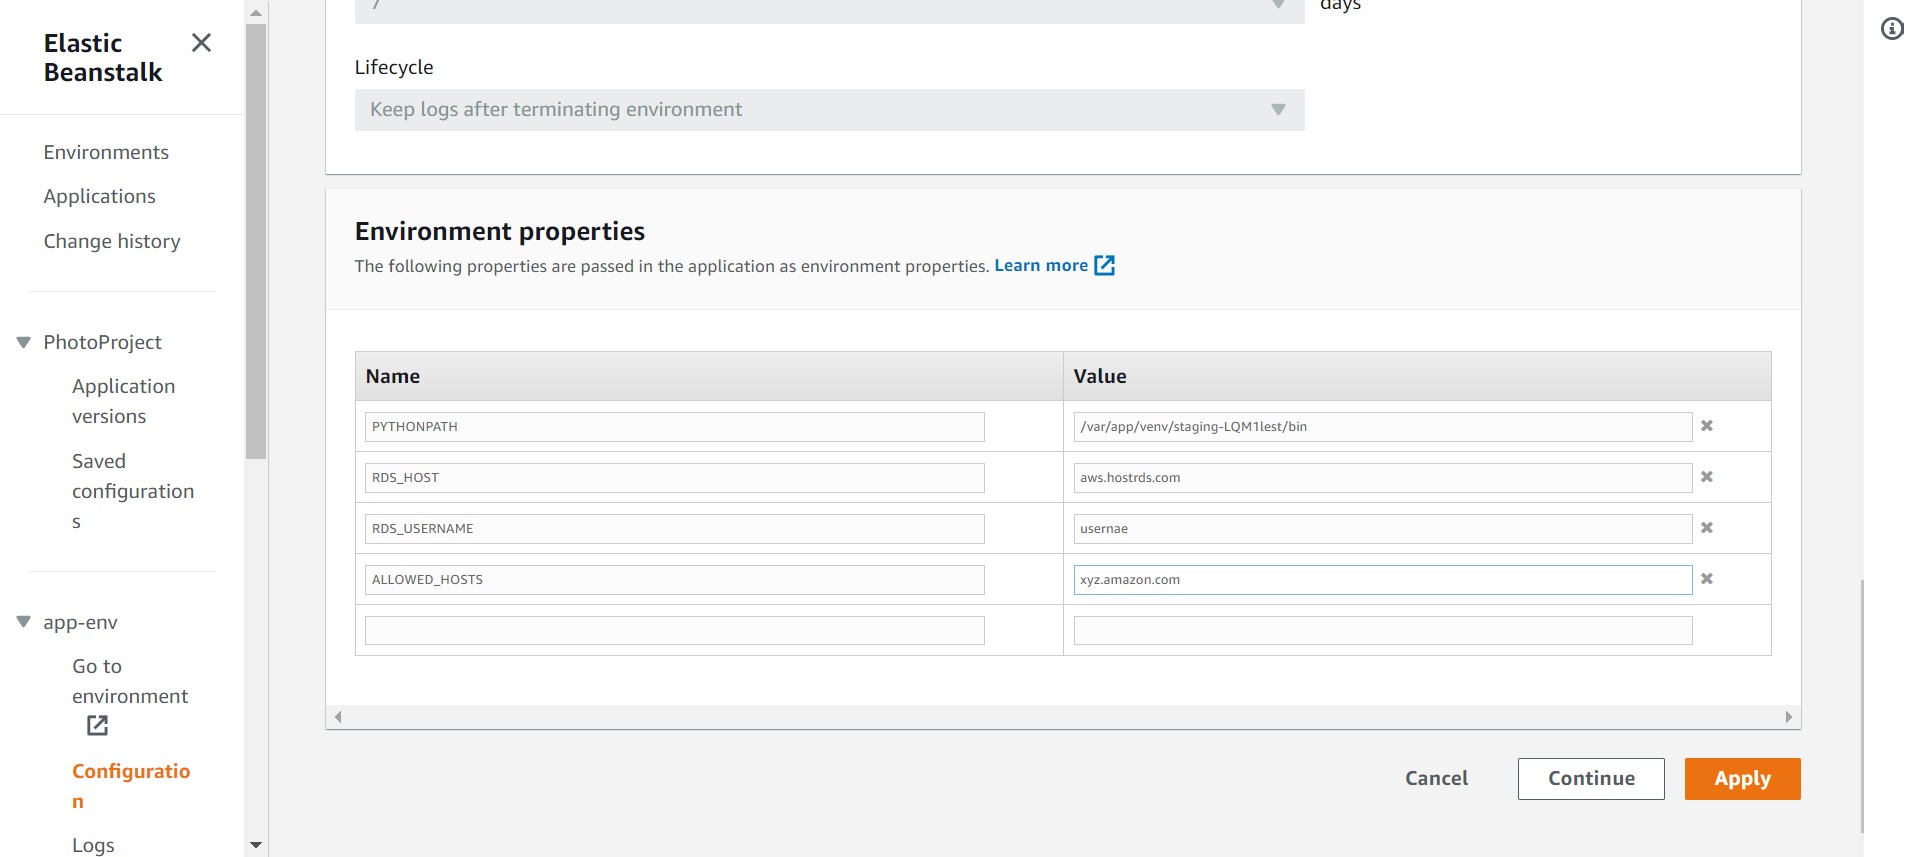 Elastic
Beanstalk
Environments
Applications
Change history
PhotoProject
Application
versions
Saved
configuration
s
app-env
Go to
environment
Configuratio
n
Logs
7
days
Lifecycle
Keep logs after terminating environment
Environment properties
The following properties are passed in the application as environment properties. Learn more
Name Value
PYTHONPATH /var/app/venv/staging-LQM1lest/bin
RDS_HOST aws.hostrds.com
RDS_USERNAME usernae
ALLOWED_HOSTS xyz.amazon.com
Cancel Continue Apply